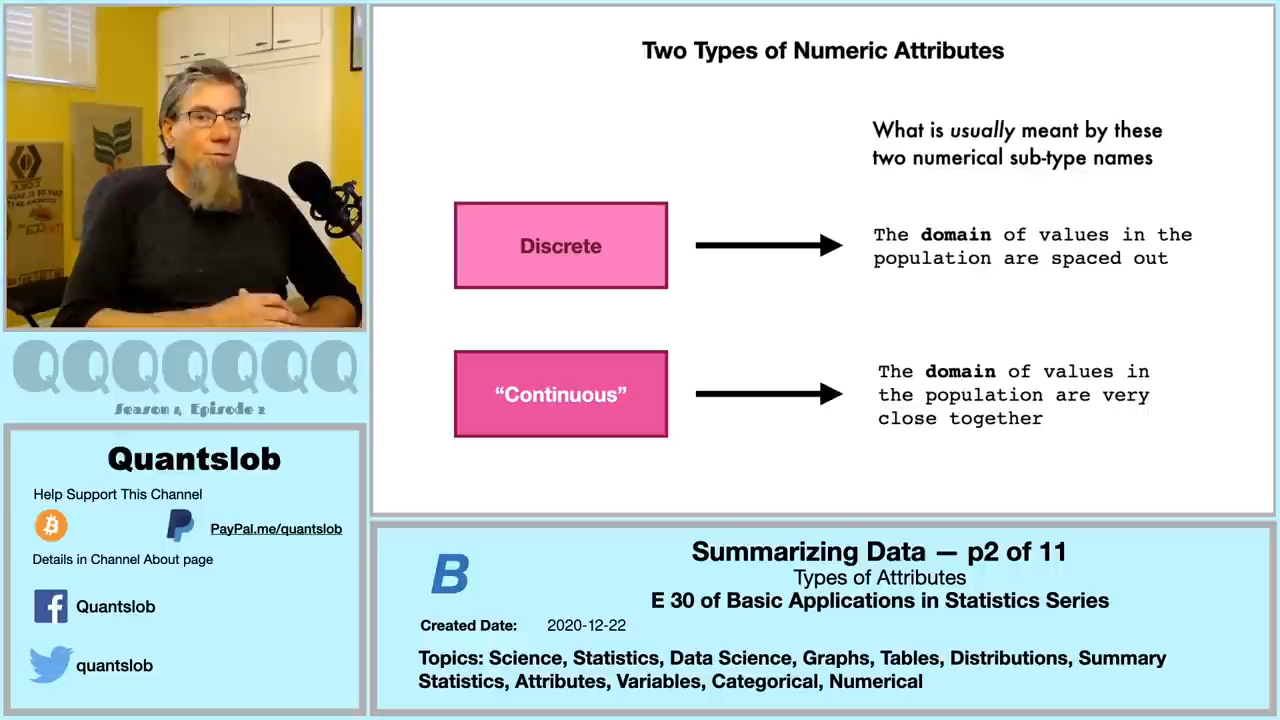 Two Types of Numeric Attributes
What is usually meant by these
two numerical sub-type names
Discrete
The domain of values in the
population are spaced out
“Continuous”
The domain of values in
the population are very
close together
QQQQQQQ
Season 4 Episode 2
Quantslob
Help Support This Channel
PayPal.me/quantslob
Details in Channel About page
Quantslob
quantslob
B
Summarizing Data — p2 of 11
Types of Attributes
E 30 of Basic Applications in Statistics Series
Created Date: 2020-12-22
Topics: Science, Statistics, Data Science, Graphs, Tables, Distributions, Summary
Statistics, Attributes, Variables, Categorical, Numerical